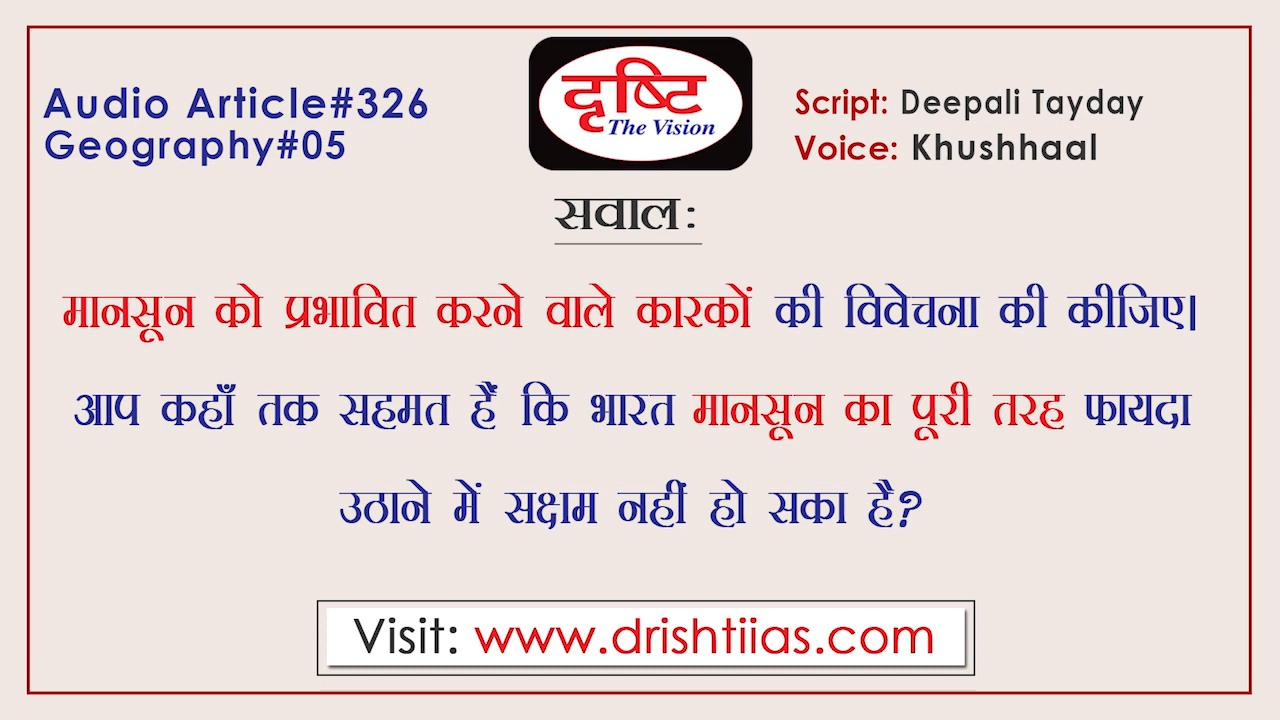 Audio Article#326
Geography#05
दृष्टि
The Vision
Script: Deepali Tayday
Voice: Khushhaal
सवाल:
मानसून को प्रभावित करने वाले कारकों की विवेचना की कीजिए।
आप कहाँ तक सहमत हैं कि भारत मानसून का पूरी तरह फायदा
उठाने में सक्षम नहीं हो सका है?
Visit: www.drishtiias.com